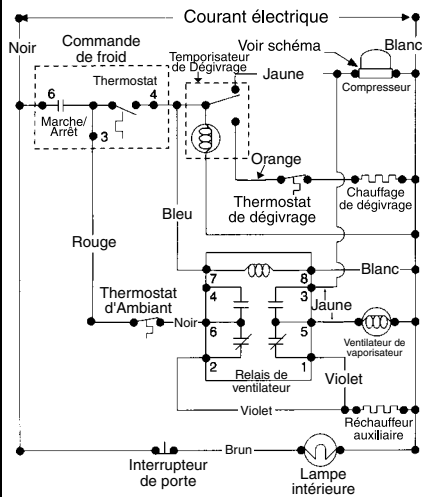 Courant électrique
Noir
Commande
de froid
Temporisateur
de Dégivrage
Voir schéma
Blanc
Thermostat
Jaune
Compresseur
6
4
Marche/
Arrêt
3
Orange
Thermostat
de dégivrage
Chauffage
de dégivrage
Bleu
Rouge
7
8
Blanc
4
3
Thermostat
d'Ambiant
Jaune
Noir
6
5
Ventilateur de
vaporisateur
2
1
Relais de
ventilateur
Violet
Violet
Réchauffeur
auxiliaire
Brun
Interrupteur
de porte
Lampe
intérieure